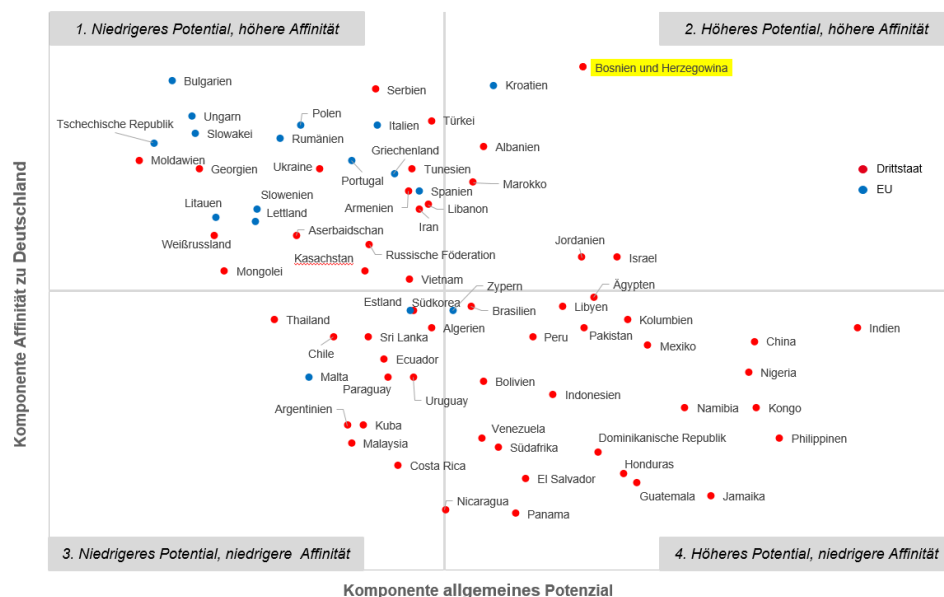 1. Niedrigeres Potential, höhere Affinität
2. Höheres Potential, höhere Affinität
Bosnien und Herzegowina
Bulgarien
Kroatien
Serbien
Ungarn
Polen
Türkei
Tschechische Republik
Slowakei
Rumänien
Italien
Griechenland
Albanien
Moldawien
Georgien
Ukraine
Portugal
Tunesien
Marokko
Drittstaat
EU
Slowenien
Armenien
Spanien
Litauen
Lettland
Libanon
Iran
Aserbaidschan
Weißrussland
Russische Föderation
Jordanien
Israel
Kasachstan
Mongolei
Vietnam
Zypern
Ägypten
Estland
Südkorea
Brasilien
Libyen
Thailand
Algerien
Kolumbien
Indien
Chile
Sri Lanka
Peru
Pakistan
Mexiko
China
Ecuador
Malta
Paraguay
Uruguay
Bolivien
Nigeria
Indonesien
Argentinien
Kuba
Namibia
Kongo
Malaysia
Venezuela
Südafrika
Dominikanische Republik
Philippinen
Costa Rica
El Salvador
Honduras
Guatemala
Jamaika
Nicaragua
Panama
3. Niedrigeres Potential, niedrigere Affinität
4. Höheres Potential, niedrigere Affinität
Komponente Affinität zu Deutschland
Komponente allgemeines Potenzial